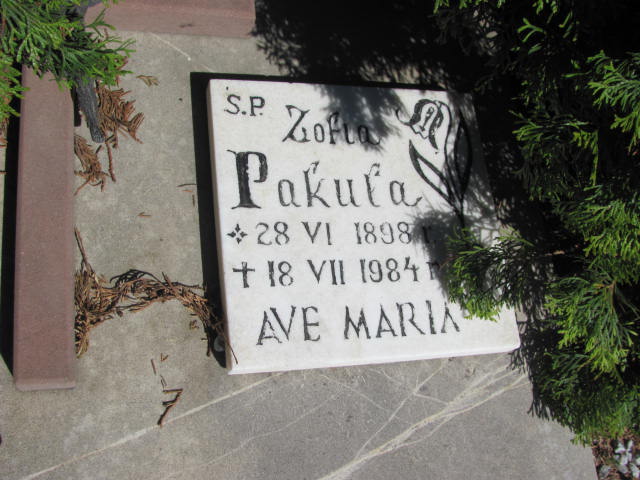 Ś.P.
Zofia
Pakuła
28 VI 1898 r.
✝ 18 VII 1984 r.
AVE MARIA